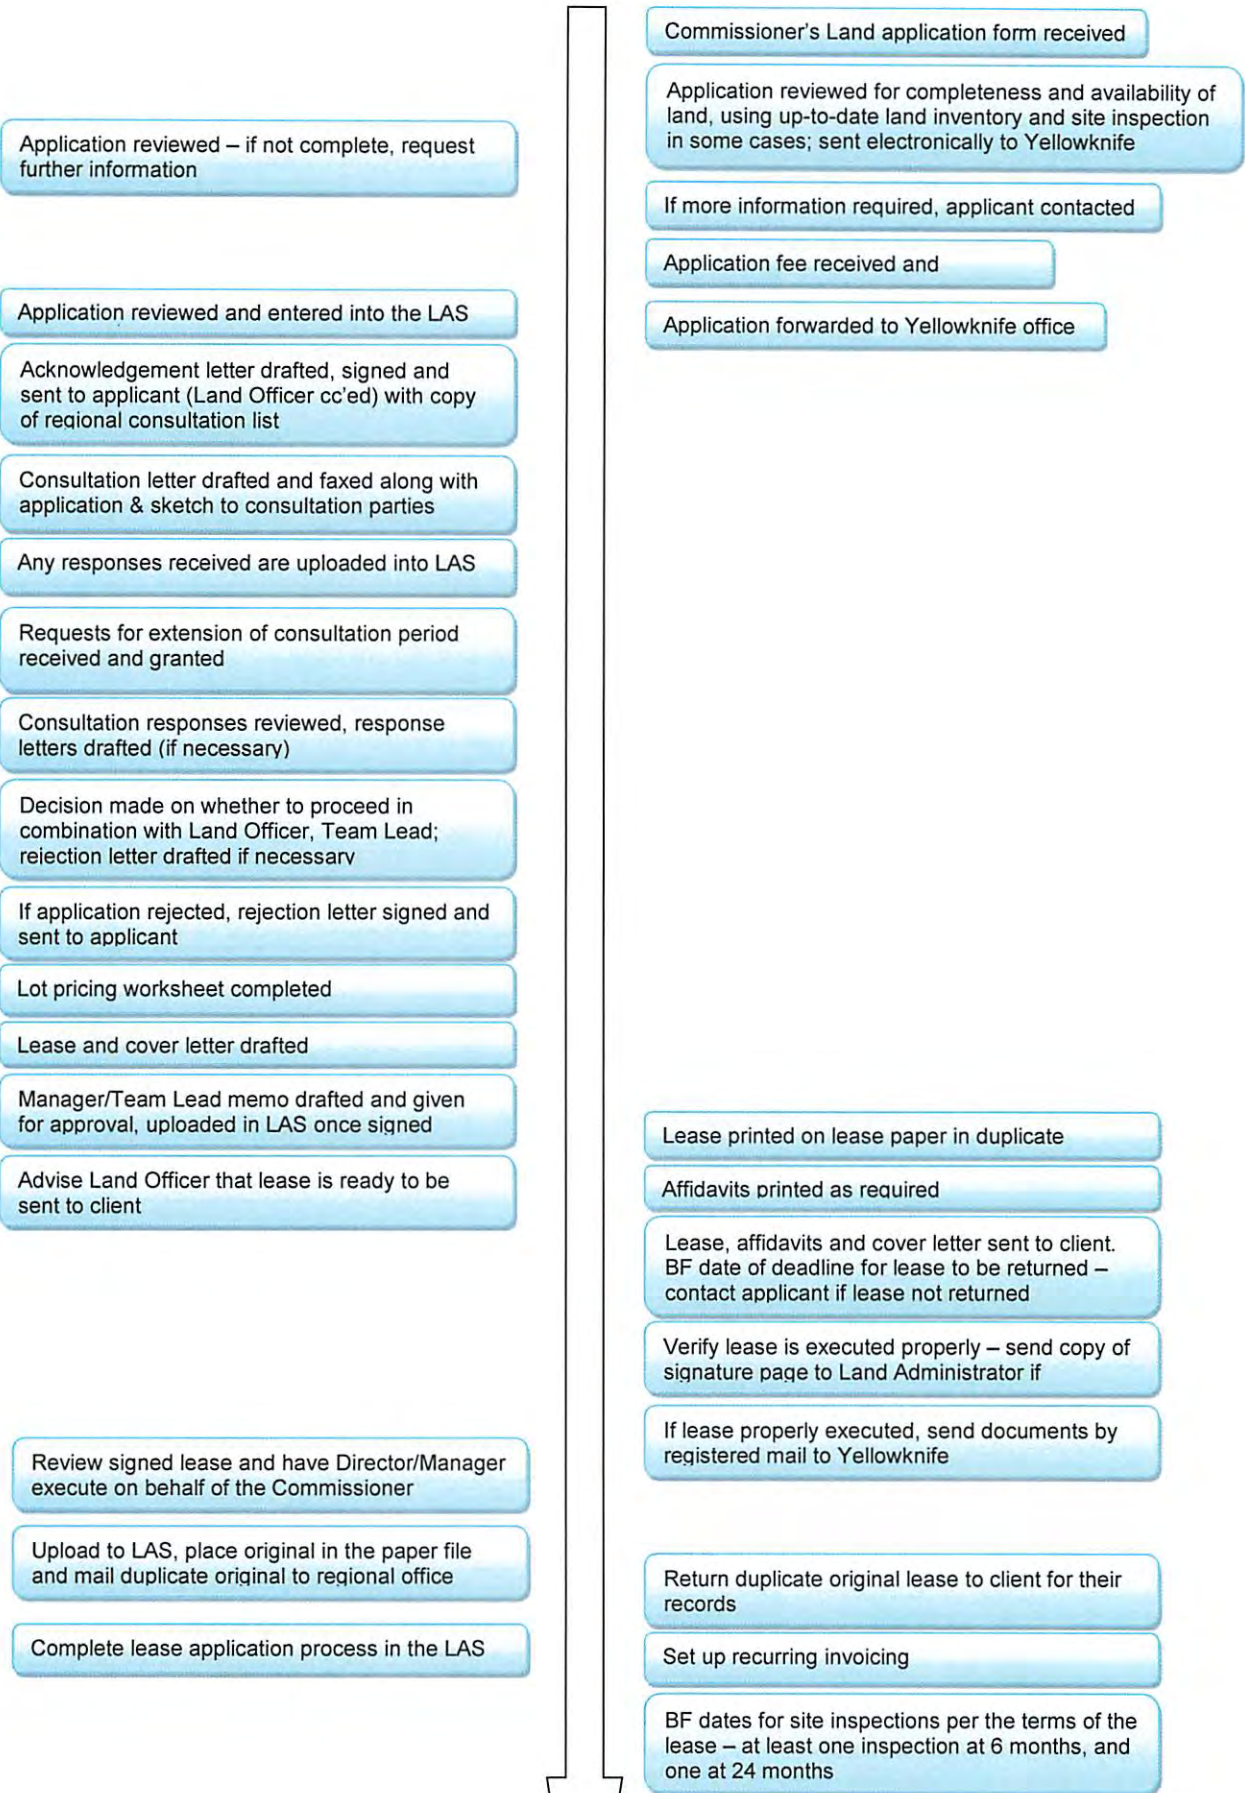 Commissioner's Land application form received
Application reviewed for completeness and availability of
land, using up-to-date land inventory and site inspection
in some cases; sent electronically to Yellowknife
Application reviewed – if not complete, request
further information
If more information required, applicant contacted
Application fee received and
Application reviewed and entered into the LAS
Application forwarded to Yellowknife office
Acknowledgement letter drafted, signed and
sent to applicant (Land Officer cc'ed) with copy
of regional consultation list
Consultation letter drafted and faxed along with
application & sketch to consultation parties
Any responses received are uploaded into LAS
Requests for extension of consultation period
received and granted
Consultation responses reviewed, response
letters drafted (if necessary)
Decision made on whether to proceed in
combination with Land Officer, Team Lead;
rejection letter drafted if necessary
If application rejected, rejection letter signed and
sent to applicant
Lot pricing worksheet completed
Lease and cover letter drafted
Manager/Team Lead memo drafted and given
for approval, uploaded in LAS once signed
Advise Land Officer that lease is ready to be
sent to client
Lease printed on lease paper in duplicate
Affidavits printed as required
Lease, affidavits and cover letter sent to client.
BF date of deadline for lease to be returned –
contact applicant if lease not returned
Verify lease is executed properly – send copy of
signature page to Land Administrator if
If lease properly executed, send documents by
registered mail to Yellowknife
Review signed lease and have Director/Manager
execute on behalf of the Commissioner
Upload to LAS, place original in the paper file
and mail duplicate original to regional office
Complete lease application process in the LAS
Return duplicate original lease to client for their
records
Set up recurring invoicing
BF dates for site inspections per the terms of the
lease – at least one inspection at 6 months, and
one at 24 months